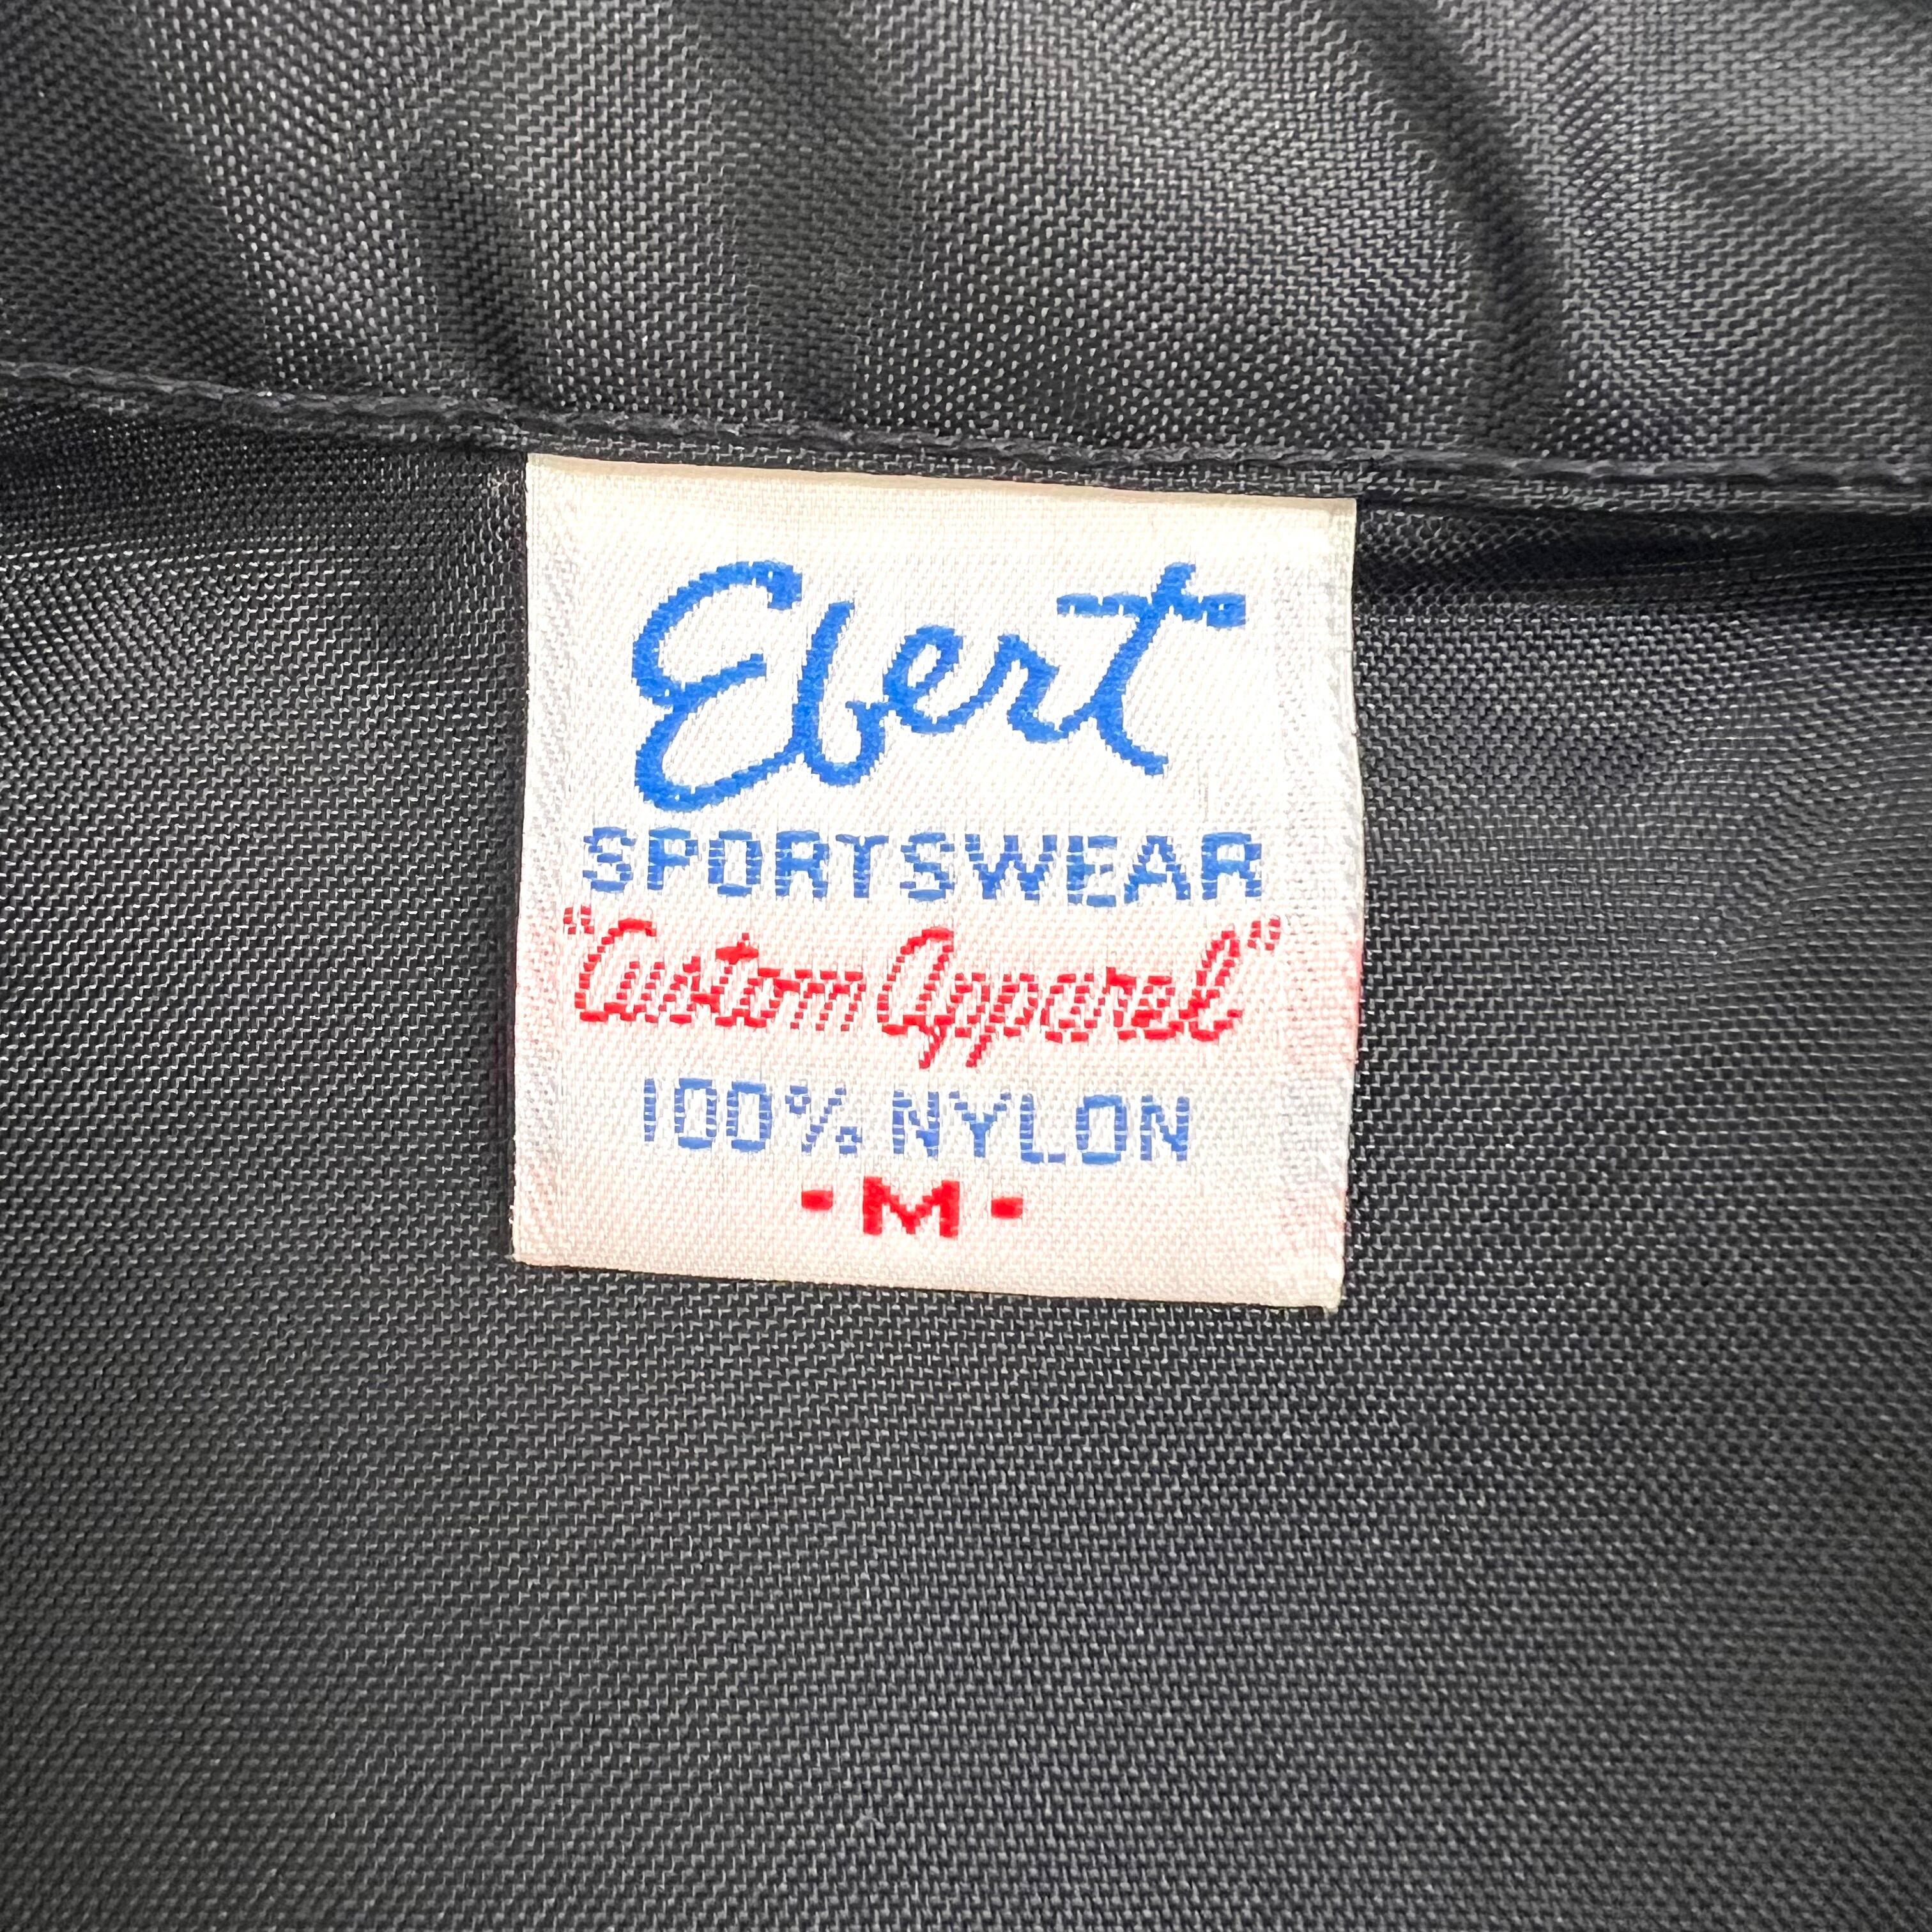 Ebert
SPORTSWEAR
"Custom Apparel"
100% NYLON
- M -